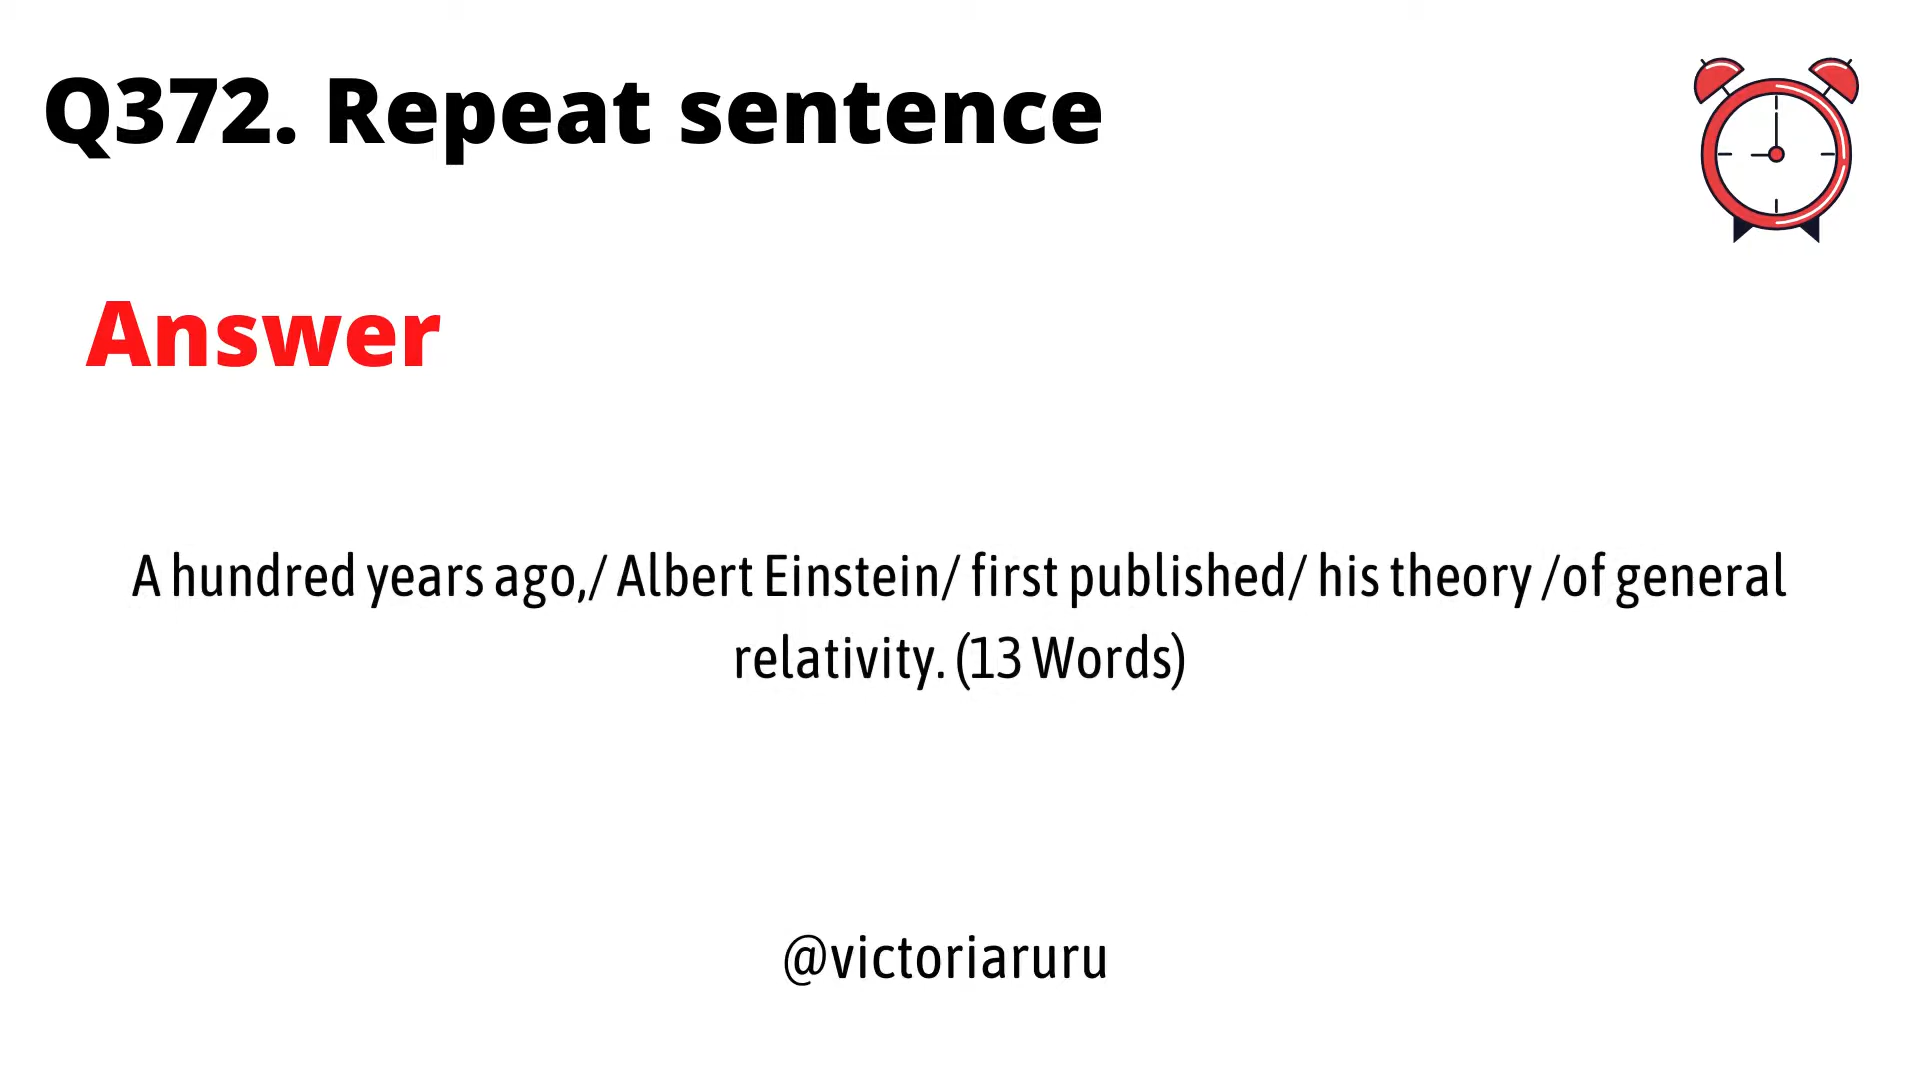 Q372. Repeat sentence
Answer
A hundred years ago,/ Albert Einstein/ first published/ his theory /of general
relativity. (13 Words)
@victoriaruru